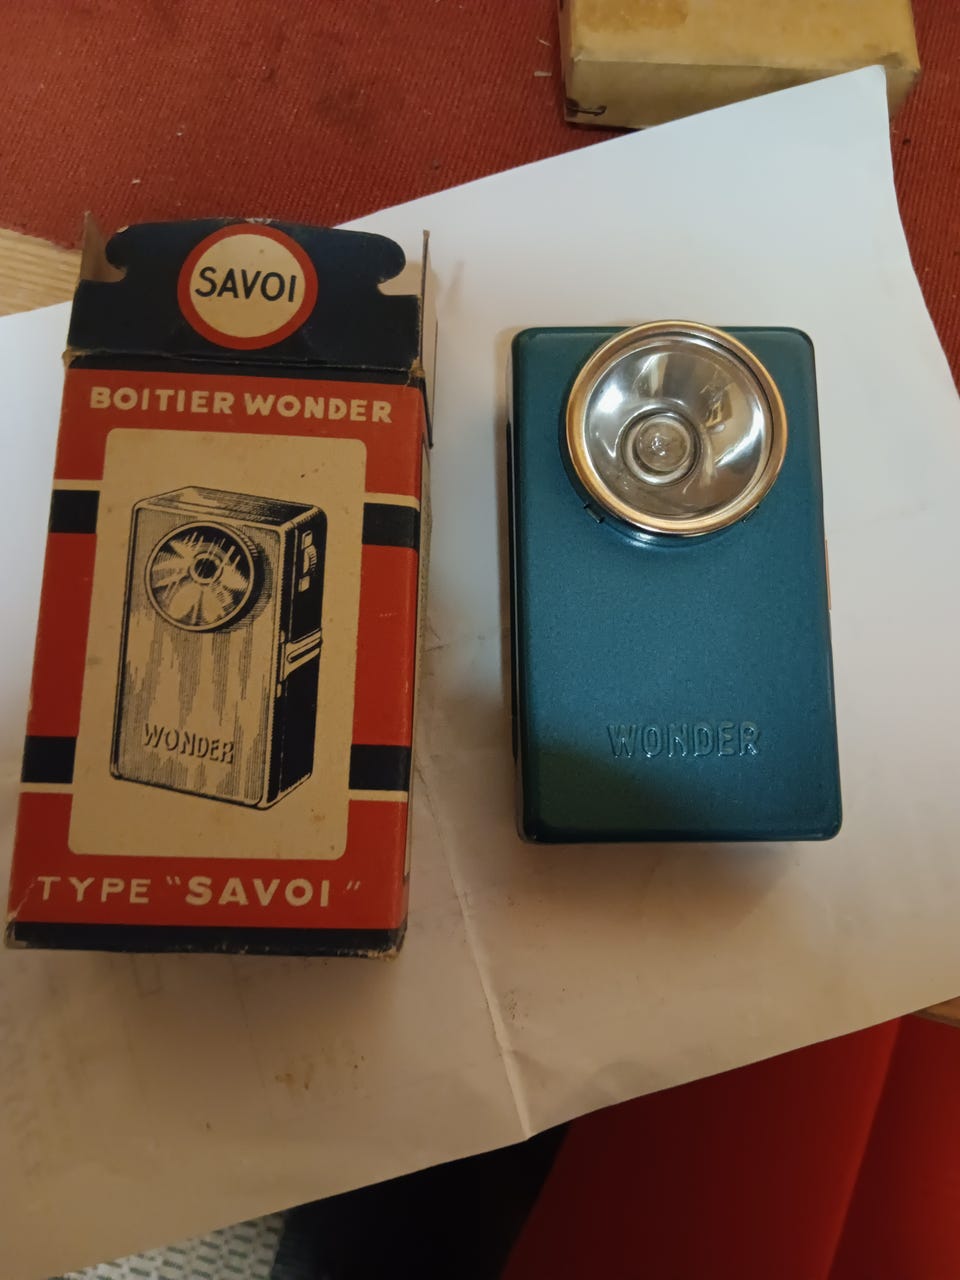 SAVOI
BOITIER WONDER
WONDER
TYPE "SAVOI"
WONDER